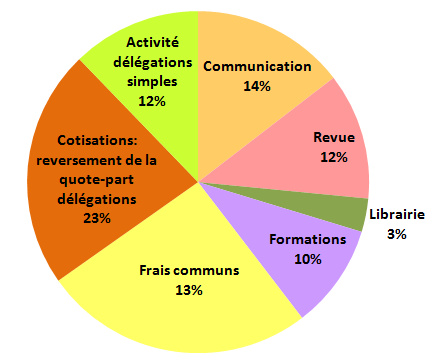 Activité
délégations
simples
12%
Communication
14%
Revue
12%
Cotisations:
reversement de la
quote-part
délégations
23%
Librairie
3%
Formations
10%
Frais communs
13%